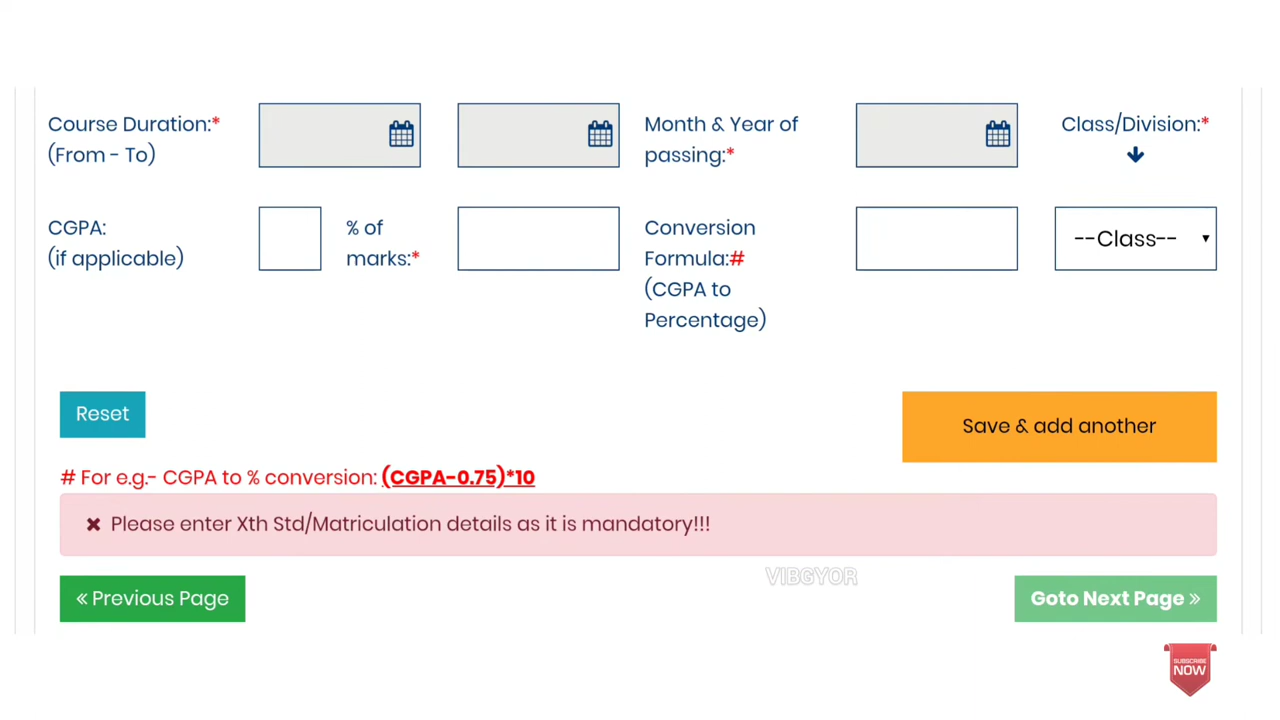 Course Duration:*
(From - To)
Month & Year of
passing:*
Class/Division:*
CGPA:
(if applicable)
% of
marks:*
Conversion
Formula:#
(CGPA to
Percentage)
--Class--
Reset
Save & add another
# For e.g.- CGPA to % conversion: (CGPA-0.75)*10
Please enter Xth Std/Matriculation details as it is mandatory!!!
VIBGYOR
« Previous Page
Goto Next Page »
SUBSCRIBE
NOW